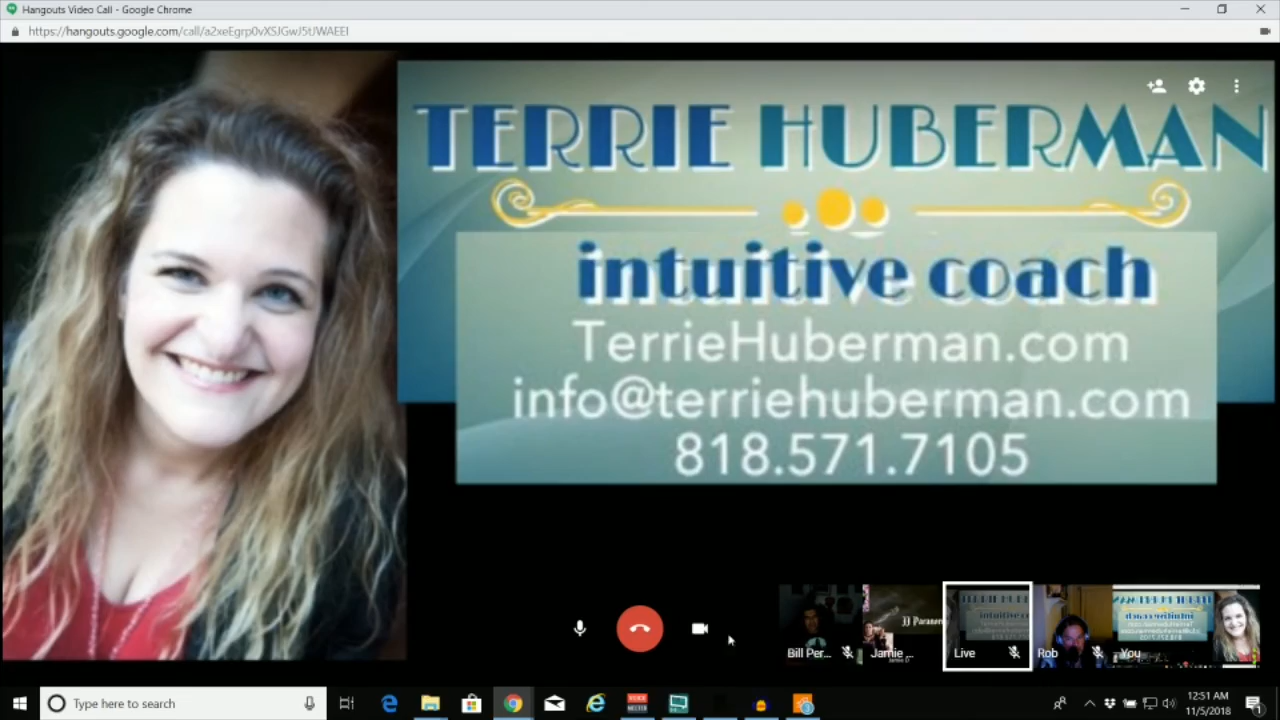 Hangouts Video Call - Google Chrome
https://hangouts.google.com/call/a2xeEgrp0vXSJGwJ5tJWAEEI
TERRIE HUBERMAN
intuitive coach
TerrieHuberman.com
info@terriehuberman.com
818.571.7105
JJ Paranor
Bill Per...
Jamie ...
Live
Rob
You
Type here to search
12:51 AM
11/5/2018